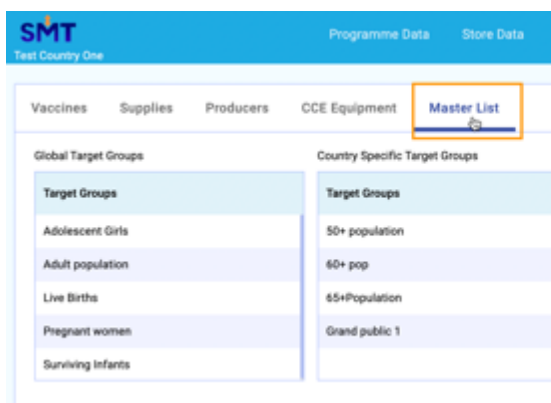 SMT
Programme Data Store Data
Test Country One
Vaccines Supplies Producers CCE Equipment Master List
Global Target Groups Country Specific Target Groups
Target Groups Target Groups
Adolescent Girls 50+ population
Adult population 60+ pop
Live Births 65+Population
Pregnant women Grand public 1
Surviving Infants